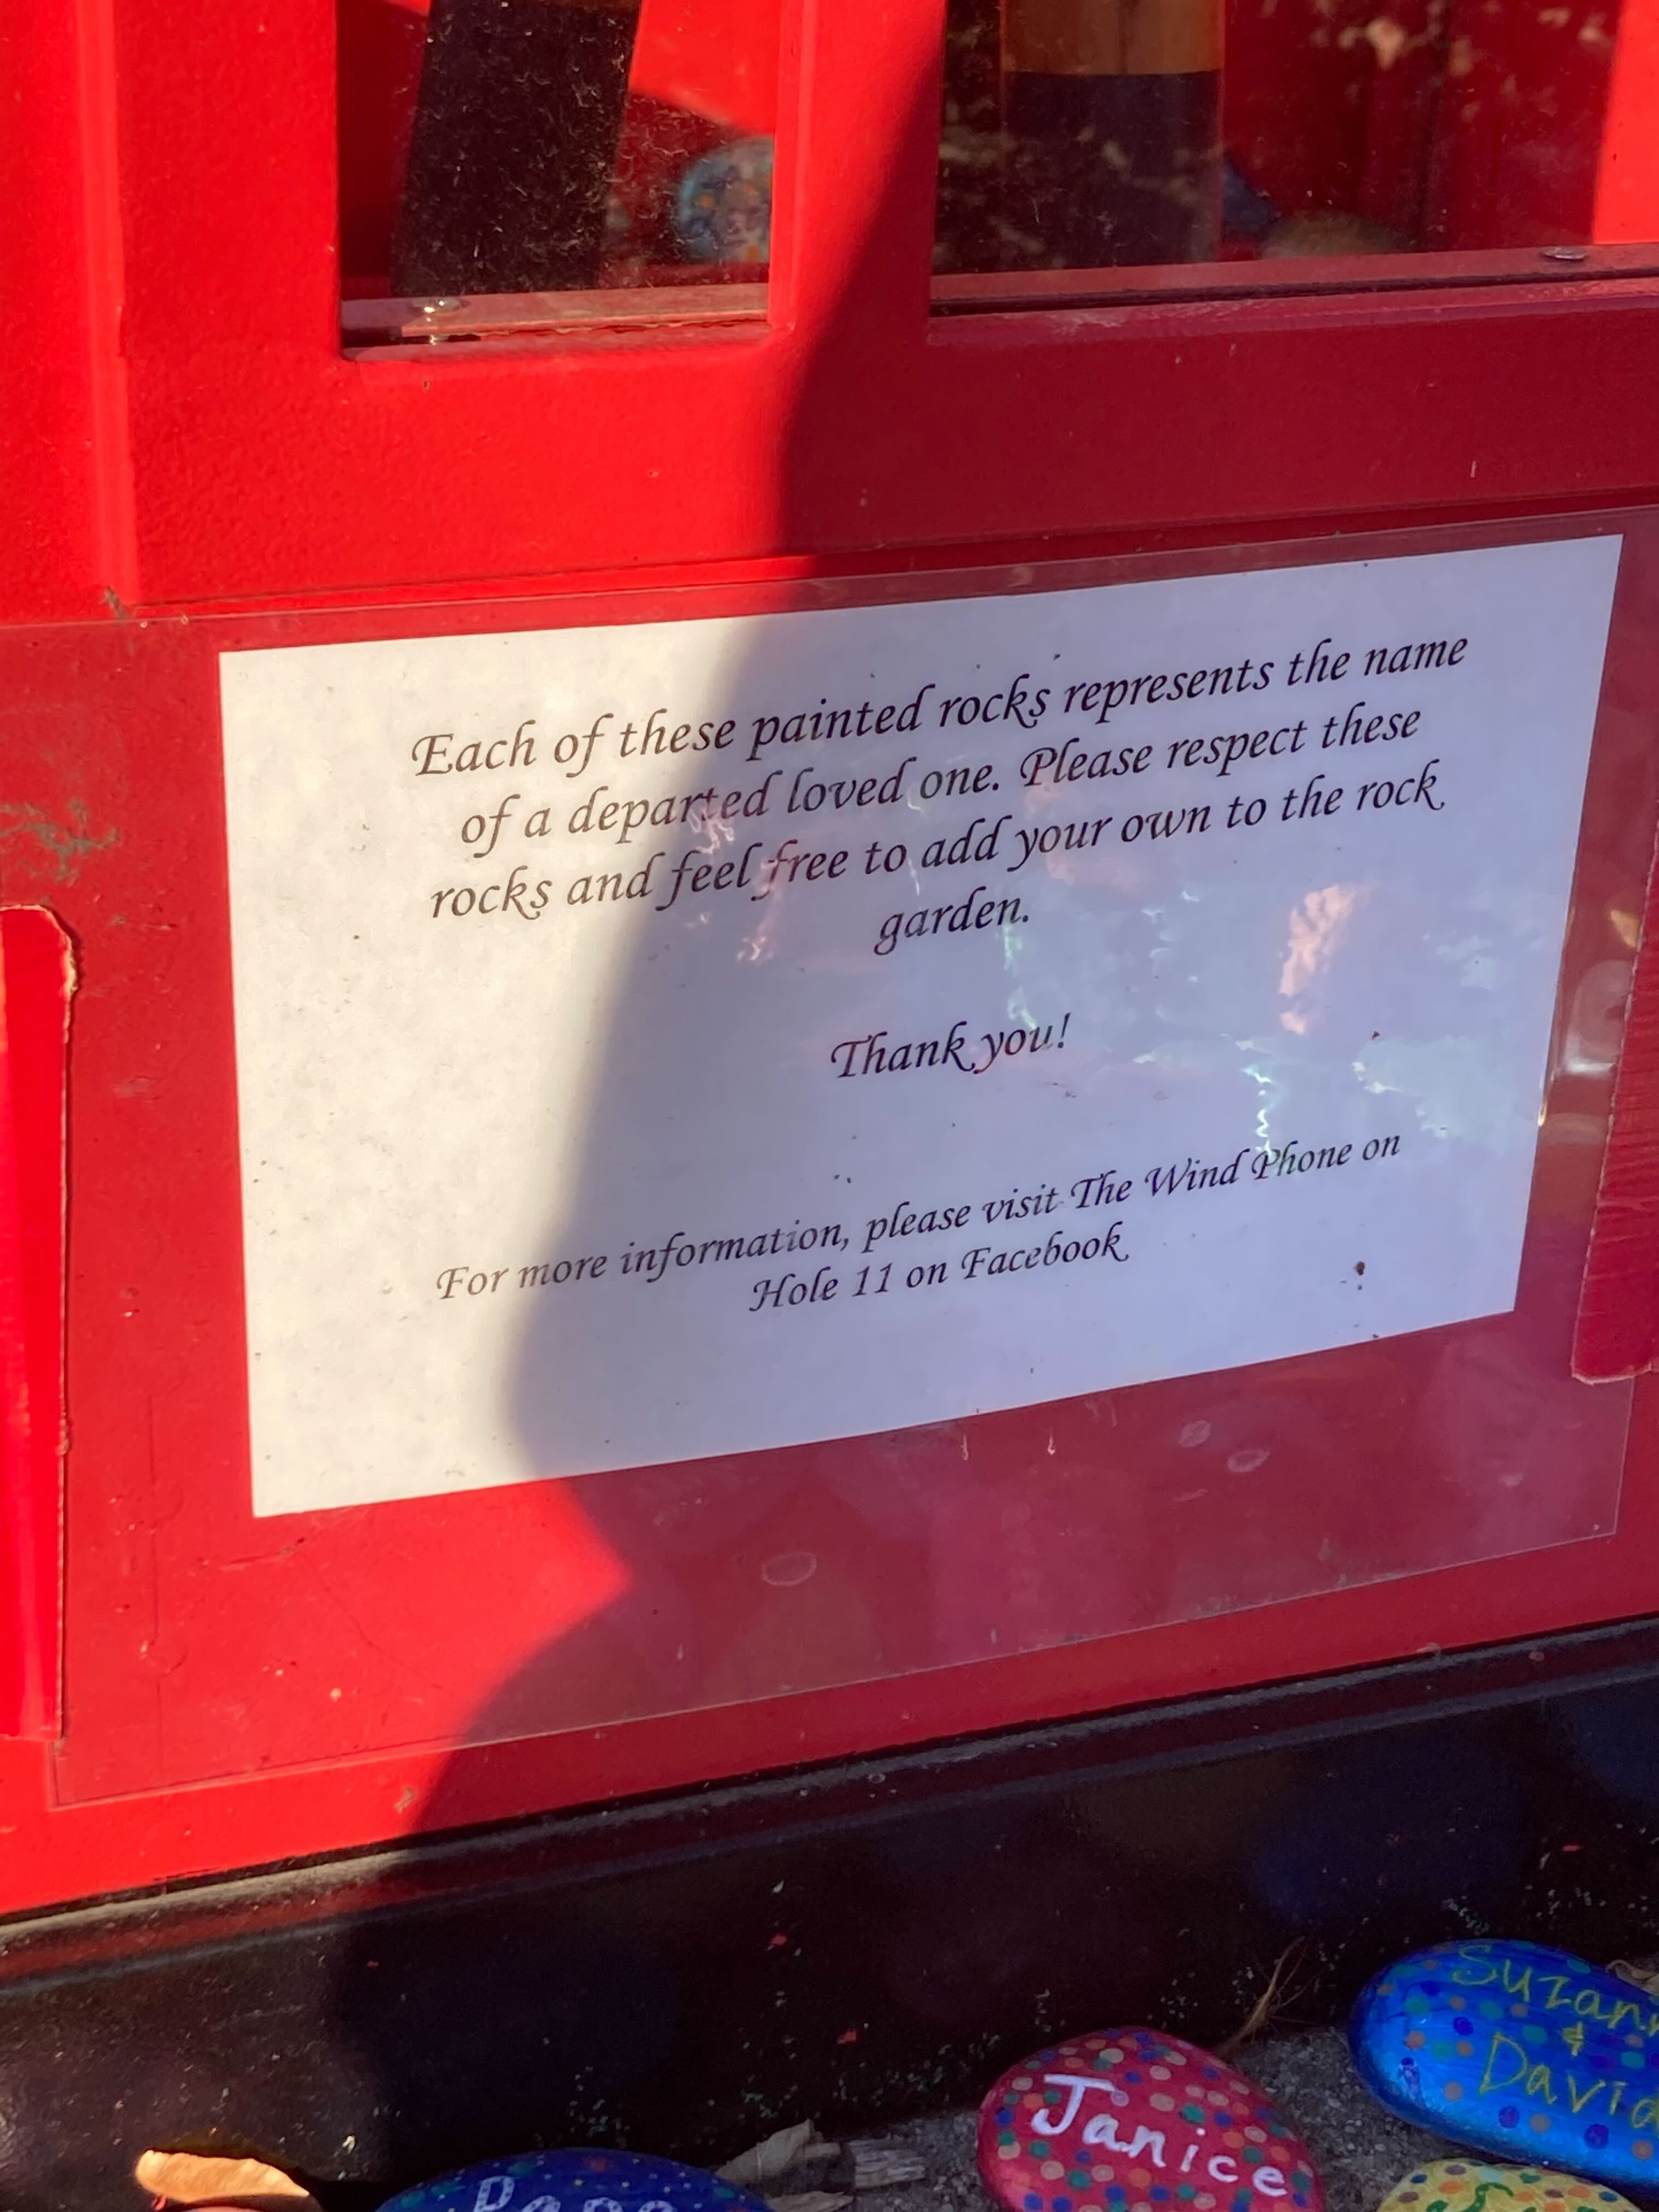 Each of these painted rocks represents the name
of a departed loved one. Please respect these
rocks and feel free to add your own to the rock
garden.
Thank you!
For more information, please visit The Wind Phone on
Hole 11 on Facebook
Janice
&
David